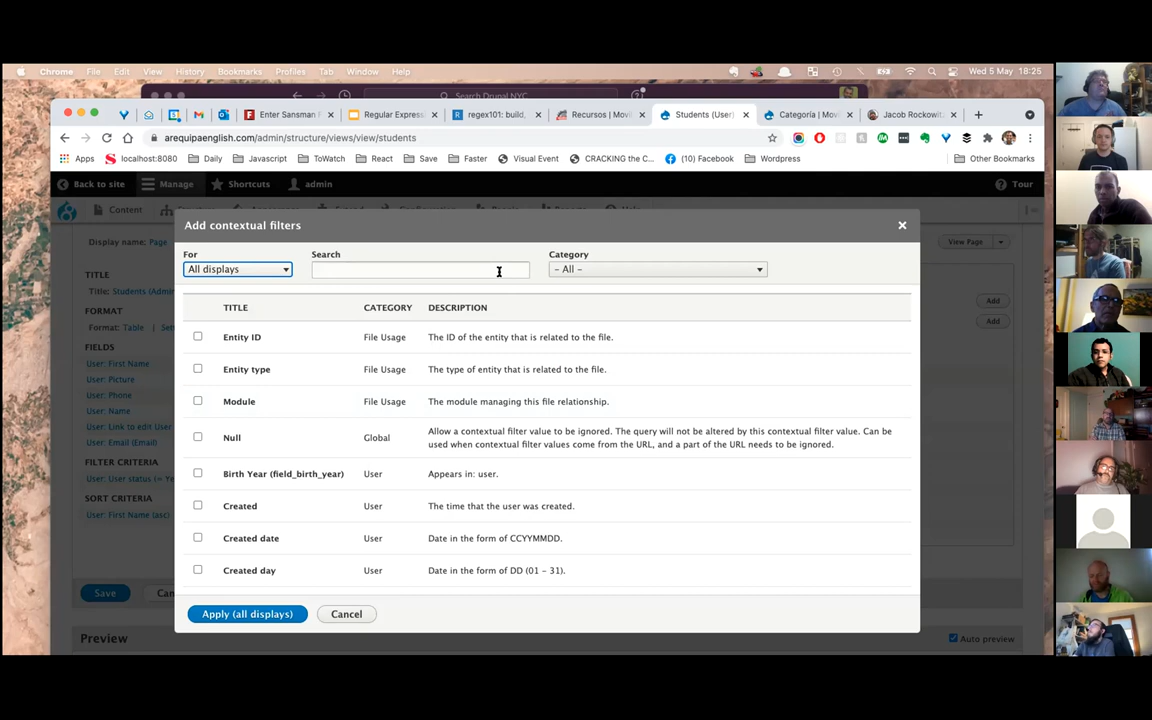 Chrome File Edit View History Bookmarks Profiles Tab Window Help Wed 5 May 18:25
Search Drupal NYC
Enter Sansman F Regular Express regex101: build, Recursos | Movi Students (User) Categoría | Movi Jacob Rockowit
arequipaenglish.com/admin/structure/views/view/students
Apps localhost:8080 Daily Javascript ToWatch React Save Faster Visual Event CRACKING the C... (10) Facebook Wordpress Other Bookmarks
Back to site Manage Shortcuts admin Tour
Content
Add contextual filters
Display name: Page View Page
For Search Category
All displays - All -
TITLE
Title: Students (Admi
FORMAT
Format: Table | Set
FIELDS
User: First Name
User: Picture
User: Phone
User: Name
User: Link to edit User
User: Email (Email)
FILTER CRITERIA
User: User status (= Ye
SORT CRITERIA
User: First Name (asc)
Add
Add
TITLE CATEGORY DESCRIPTION
Entity ID File Usage The ID of the entity that is related to the file.
Entity type File Usage The type of entity that is related to the file.
Module File Usage The module managing this file relationship.
Null Global Allow a contextual filter value to be ignored. The query will not be altered by this contextual filter value. Can be
used when contextual filter values come from the URL, and a part of the URL needs to be ignored.
Birth Year (field_birth_year) User Appears in: user.
Created User The time that the user was created.
Created date User Date in the form of CCYYMMDD.
Created day User Date in the form of DD (01 - 31).
Apply (all displays) Cancel
Save Can
Preview Auto preview